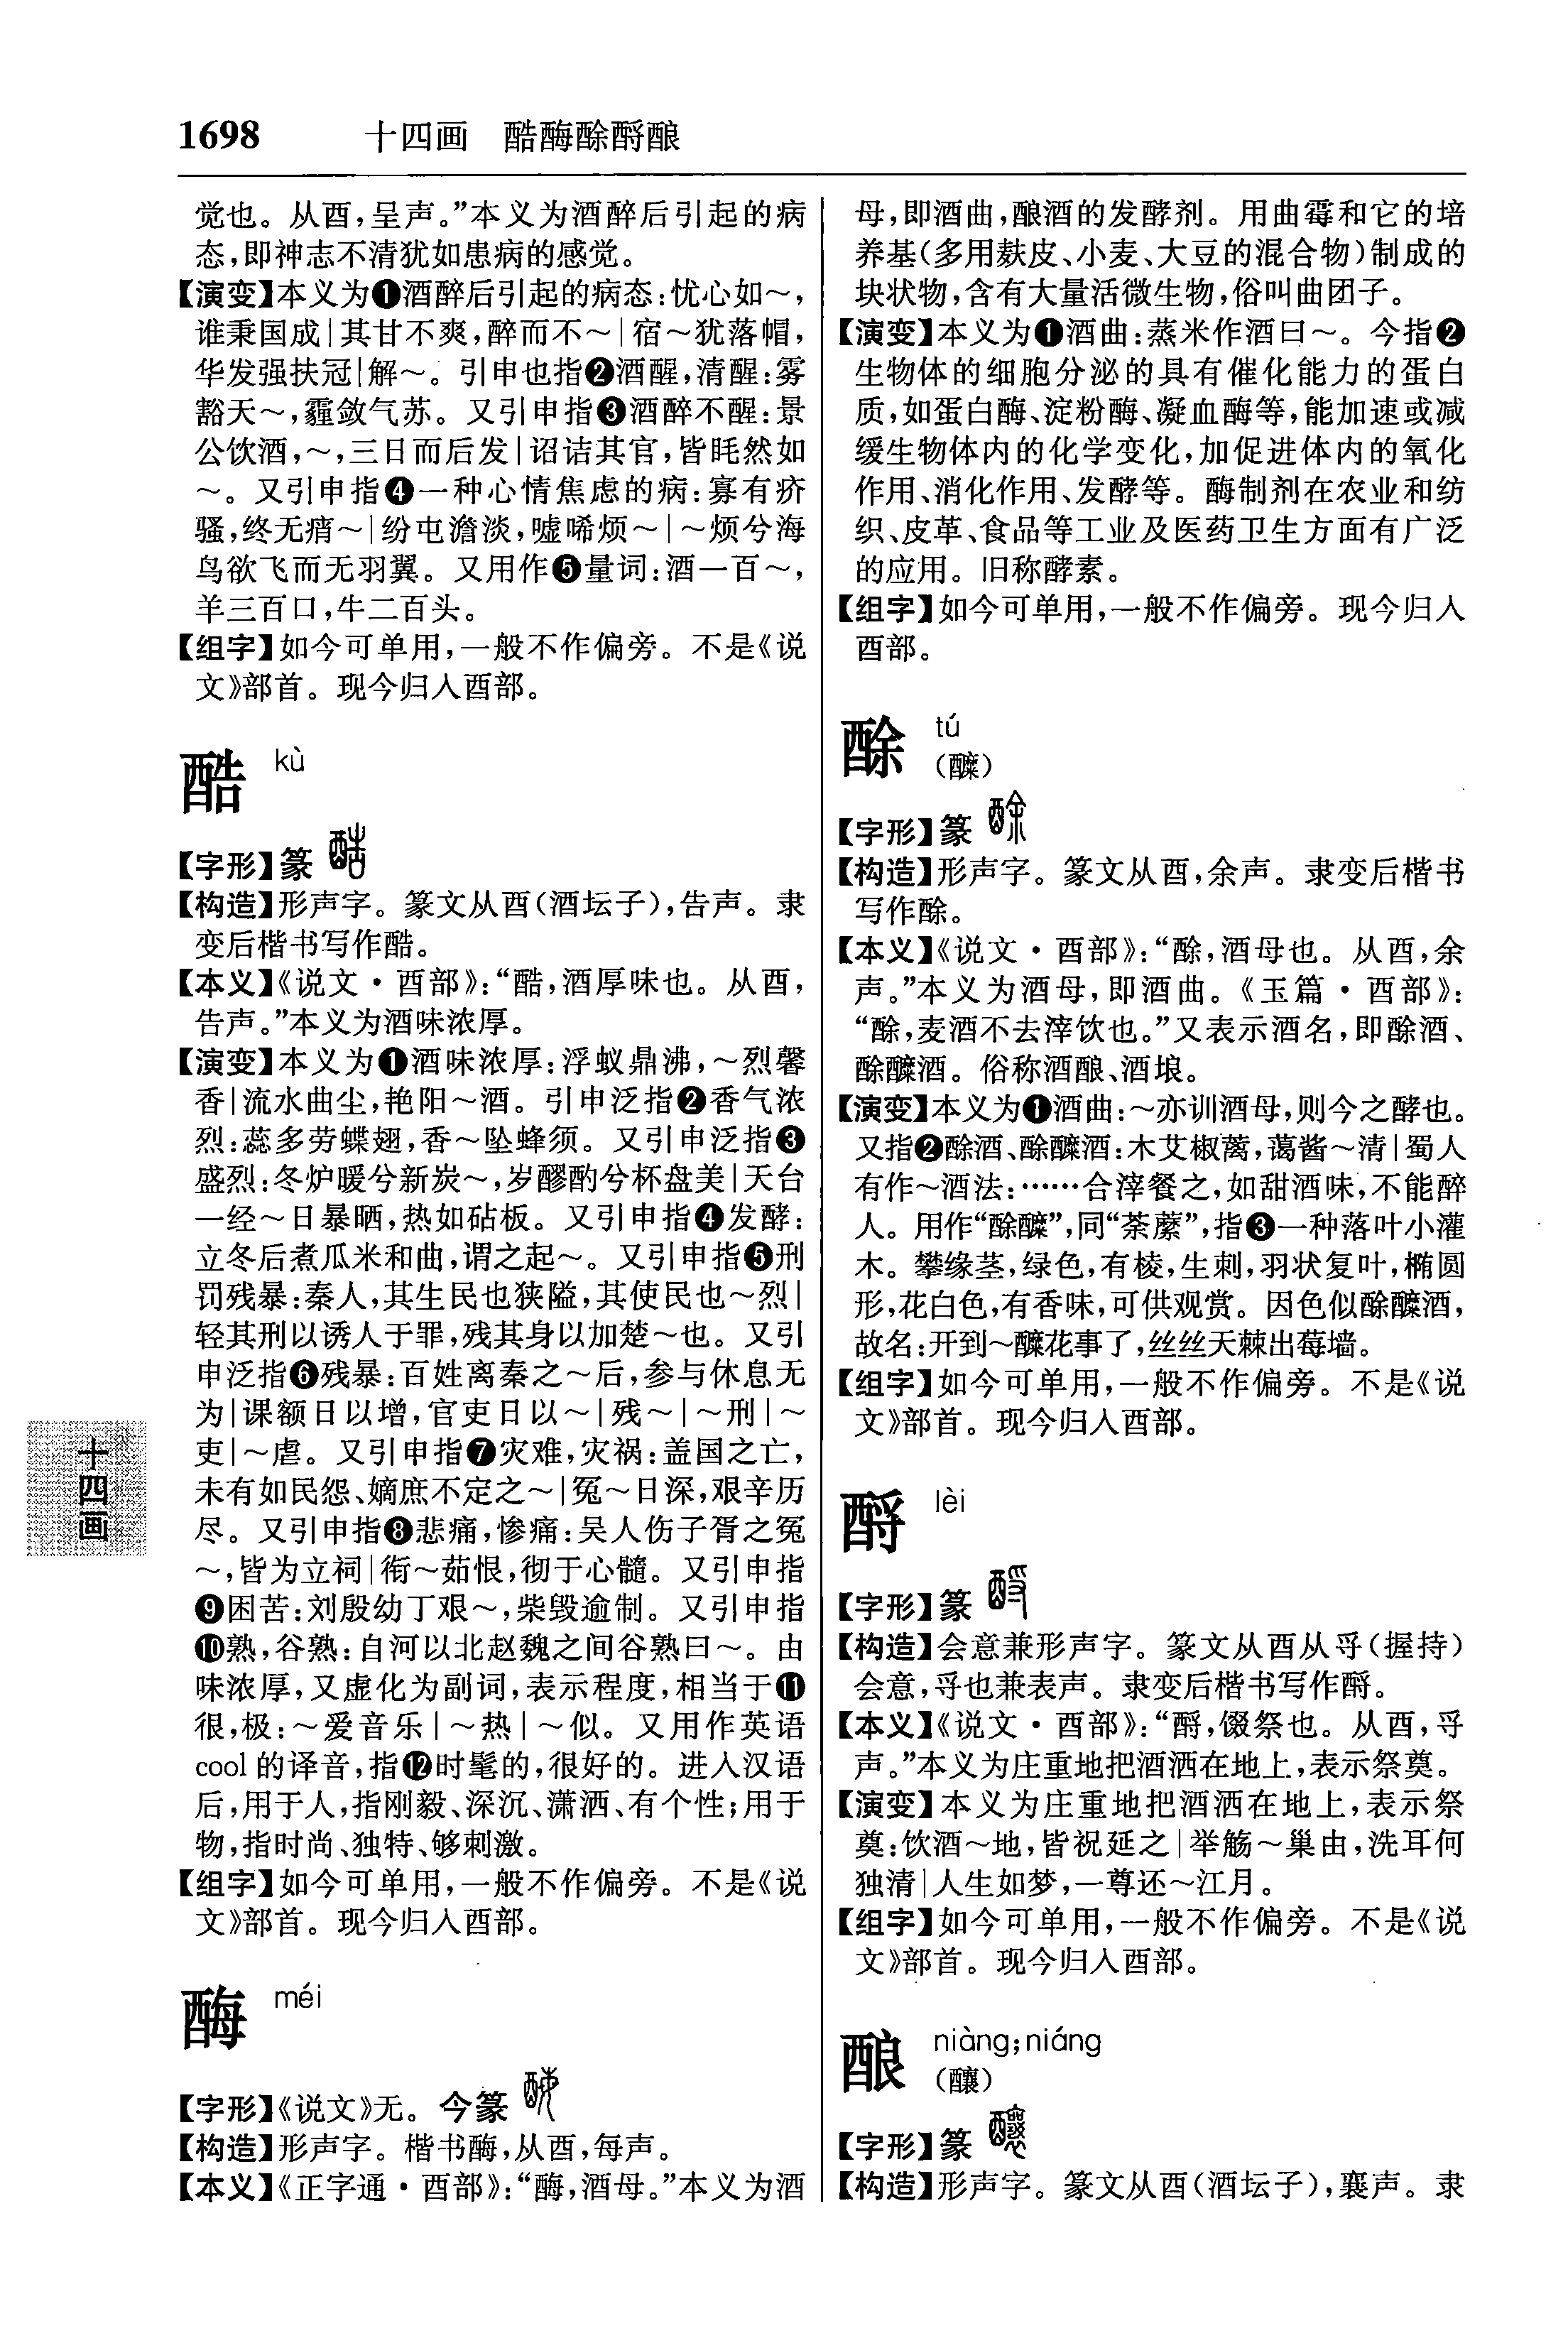 1698 十四画 酷酶酴酹酿
觉也。从酉,呈声。”本义为酒醉后引起的病
态,即神志不清犹如患病的感觉。
【演变】本义为❶酒醉后引起的病态:忧心如～,
谁秉国成|其甘不爽,醉而不～|宿～犹落帽,
华发强扶冠|解～。引申也指❷酒醒,清醒:雾
豁天～,霾敛气苏。又引申指❸酒醉不醒:景
公饮酒,～,三日而后发|诏诘其官,皆眊然如
～。又引申指❹一种心情焦虑的病:寡有疥
骚,终无痟～|纷屯澹淡,嘘唏烦～|～烦兮海
鸟欲飞而无羽翼。又用作❺量词:酒一百～,
羊三百口,牛二百头。
【组字】如今可单用,一般不作偏旁。不是《说
文》部首。现今归入酉部。
酷 kù
【字形】篆
【构造】形声字。篆文从酉(酒坛子),告声。隶
变后楷书写作酷。
【本义】《说文·酉部》:“酷,酒厚味也。从酉,
告声。”本义为酒味浓厚。
【演变】本义为❶酒味浓厚:浮蚁鼎沸,～烈馨
香|流水曲尘,艳阳～酒。引申泛指❷香气浓
烈:蕊多劳蝶翅,香～坠蜂须。又引申泛指❸
盛烈:冬炉暖兮新炭～,岁醪酌兮杯盘美|天台
一经～日暴晒,热如砧板。又引申指❹发酵:
立冬后煮瓜米和曲,谓之起～。又引申指❺刑
罚残暴:秦人,其生民也狭隘,其使民也～烈|
轻其刑以诱人于罪,残其身以加楚～也。又引
申泛指❻残暴:百姓离秦之～后,参与休息无
为|课额日以增,官吏日以～|残～|～刑|～
吏|～虐。又引申指❼灾难,灾祸:盖国之亡,
未有如民怨、嫡庶不定之～|冤～日深,艰辛历
尽。又引申指❽悲痛,惨痛:吴人伤子胥之冤
～,皆为立祠|衔～茹恨,彻于心髓。又引申指
❾困苦:刘殷幼丁艰～,柴毁逾制。又引申指
❿熟,谷熟:自河以北赵魏之间谷熟曰～。由
味浓厚,又虚化为副词,表示程度,相当于⓫
很,极:～爱音乐|～热|～似。又用作英语
cool的译音,指⓬时髦的,很好的。进入汉语
后,用于人,指刚毅、深沉、潇洒、有个性;用于
物,指时尚、独特、够刺激。
【组字】如今可单用,一般不作偏旁。不是《说
文》部首。现今归入酉部。
酶 méi
【字形】《说文》无。今篆
【构造】形声字。楷书酶,从酉,每声。
【本义】《正字通·酉部》:“酶,酒母。”本义为酒
母,即酒曲,酿酒的发酵剂。用曲霉和它的培
养基(多用麸皮、小麦、大豆的混合物)制成的
块状物,含有大量活微生物,俗叫曲团子。
【演变】本义为❶酒曲:蒸米作酒曰～。今指❷
生物体的细胞分泌的具有催化能力的蛋白
质,如蛋白酶、淀粉酶、凝血酶等,能加速或减
缓生物体内的化学变化,加促进体内的氧化
作用、消化作用、发酵等。酶制剂在农业和纺
织、皮革、食品等工业及医药卫生方面有广泛
的应用。旧称酵素。
【组字】如今可单用,一般不作偏旁。现今归入
酉部。
酴 tú
(醾)
【字形】篆
【构造】形声字。篆文从酉,余声。隶变后楷书
写作酴。
【本义】《说文·酉部》:“酴,酒母也。从酉,余
声。”本义为酒母,即酒曲。《玉篇·酉部》:
“酴,麦酒不去滓饮也。”又表示酒名,即酴酒、
酴醾酒。俗称酒酿、酒埌。
【演变】本义为❶酒曲:～亦训酒母,则今之酵也。
又指❷酴酒、酴醾酒:木艾椒蓠,蔼酱～清|蜀人
有作～酒法:……合滓餐之,如甜酒味,不能醉
人。用作“酴醾”,同“荼蘼”,指❸一种落叶小灌
木。攀缘茎,绿色,有棱,生刺,羽状复叶,椭圆
形,花白色,有香味,可供观赏。因色似酴醾酒,
故名:开到～醾花事了,丝丝天棘出莓墙。
【组字】如今可单用,一般不作偏旁。不是《说
文》部首。现今归入酉部。
酹 lèi
【字形】篆
【构造】会意兼形声字。篆文从酉从寽(握持)
会意,寽也兼表声。隶变后楷书写作酹。
【本义】《说文·酉部》:“酹,餟祭也。从酉,寽
声。”本义为庄重地把酒洒在地上,表示祭奠。
【演变】本义为庄重地把酒洒在地上,表示祭
奠:饮酒～地,皆祝延之|举觞～巢由,洗耳何
独清|人生如梦,一尊还～江月。
【组字】如今可单用,一般不作偏旁。不是《说
文》部首。现今归入酉部。
酿 niàng;niáng
(釀)
【字形】篆
【构造】形声字。篆文从酉(酒坛子),襄声。隶
十四画